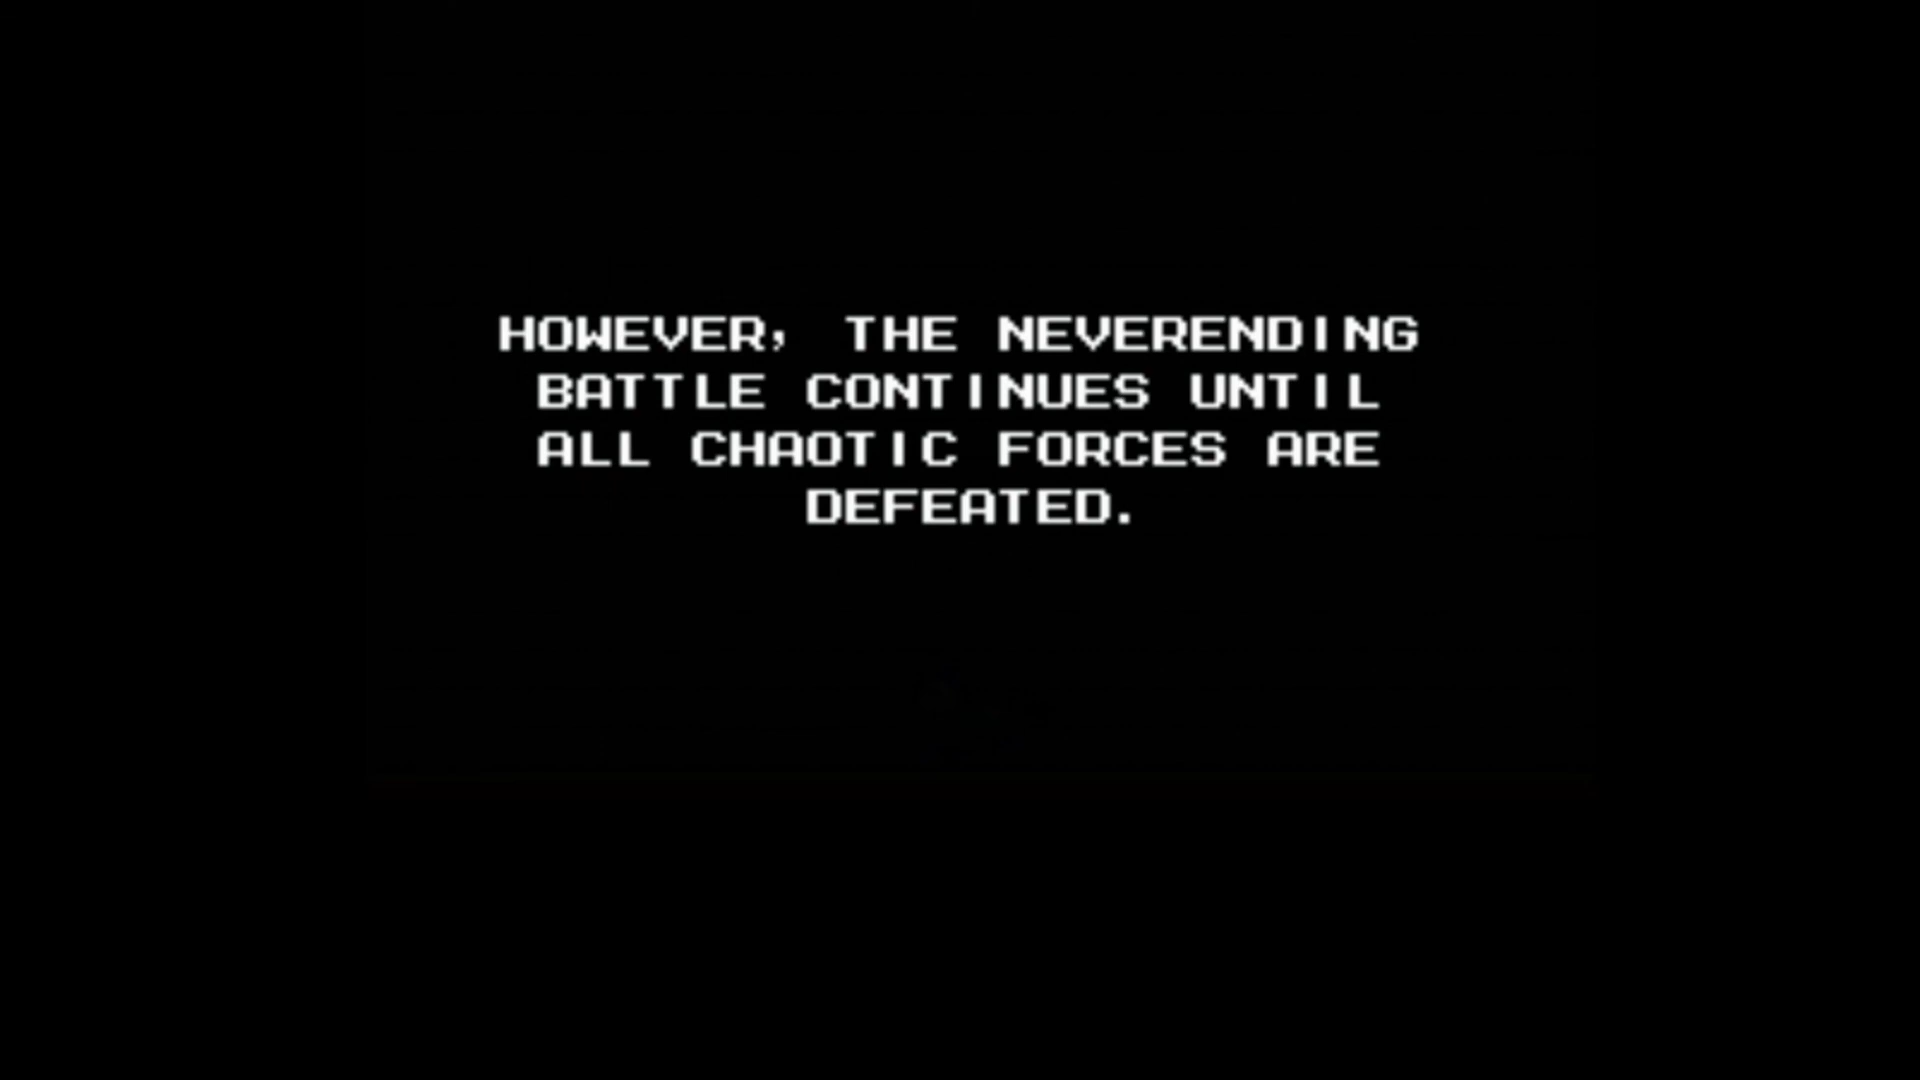 HOWEVER, THE NEVERENDING
BATTLE CONTINUES UNTIL
ALL CHAOTIC FORCES ARE
DEFEATED.